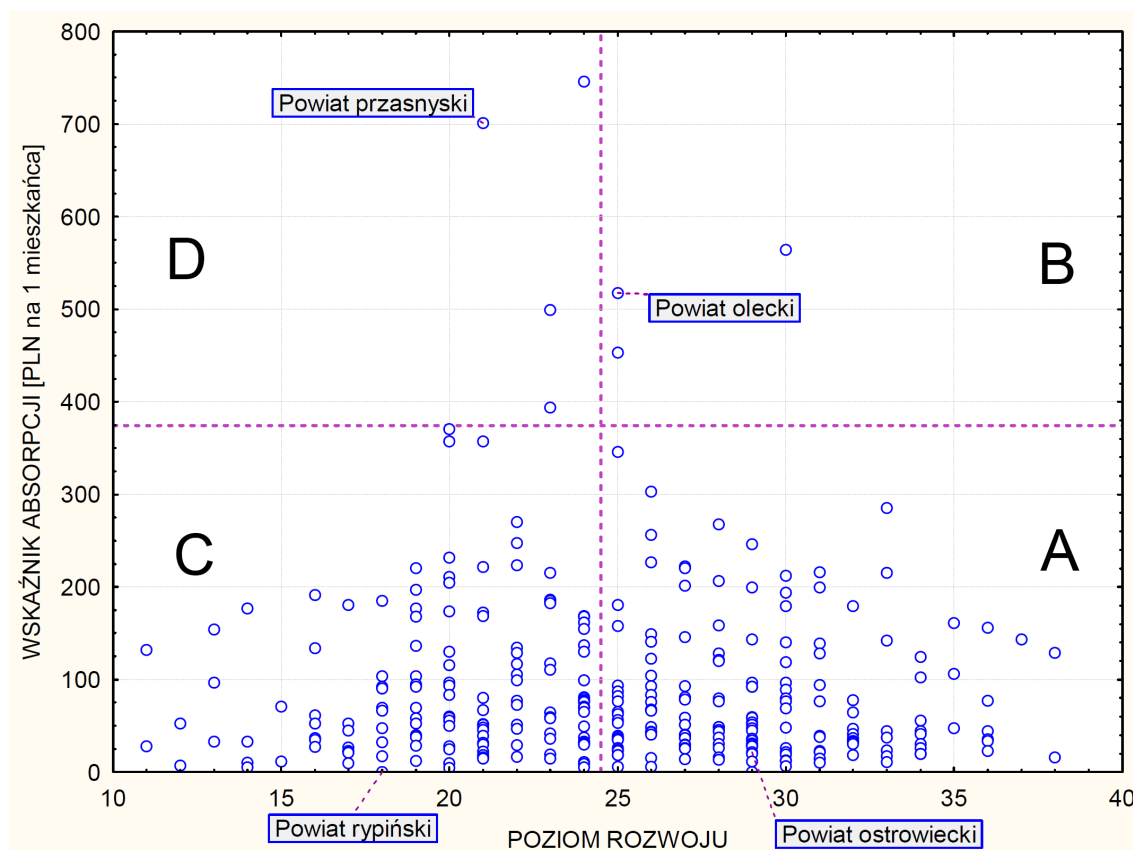 WSKAŹNIK ABSORPCJI [PLN na 1 mieszkańca]
800
700
600
500
400
300
200
100
0
Powiat przasnyski
D
B
Powiat olecki
C
A
10
15
20
25
30
35
40
Powiat rypiński
POZIOM ROZWOJU
Powiat ostrowiecki